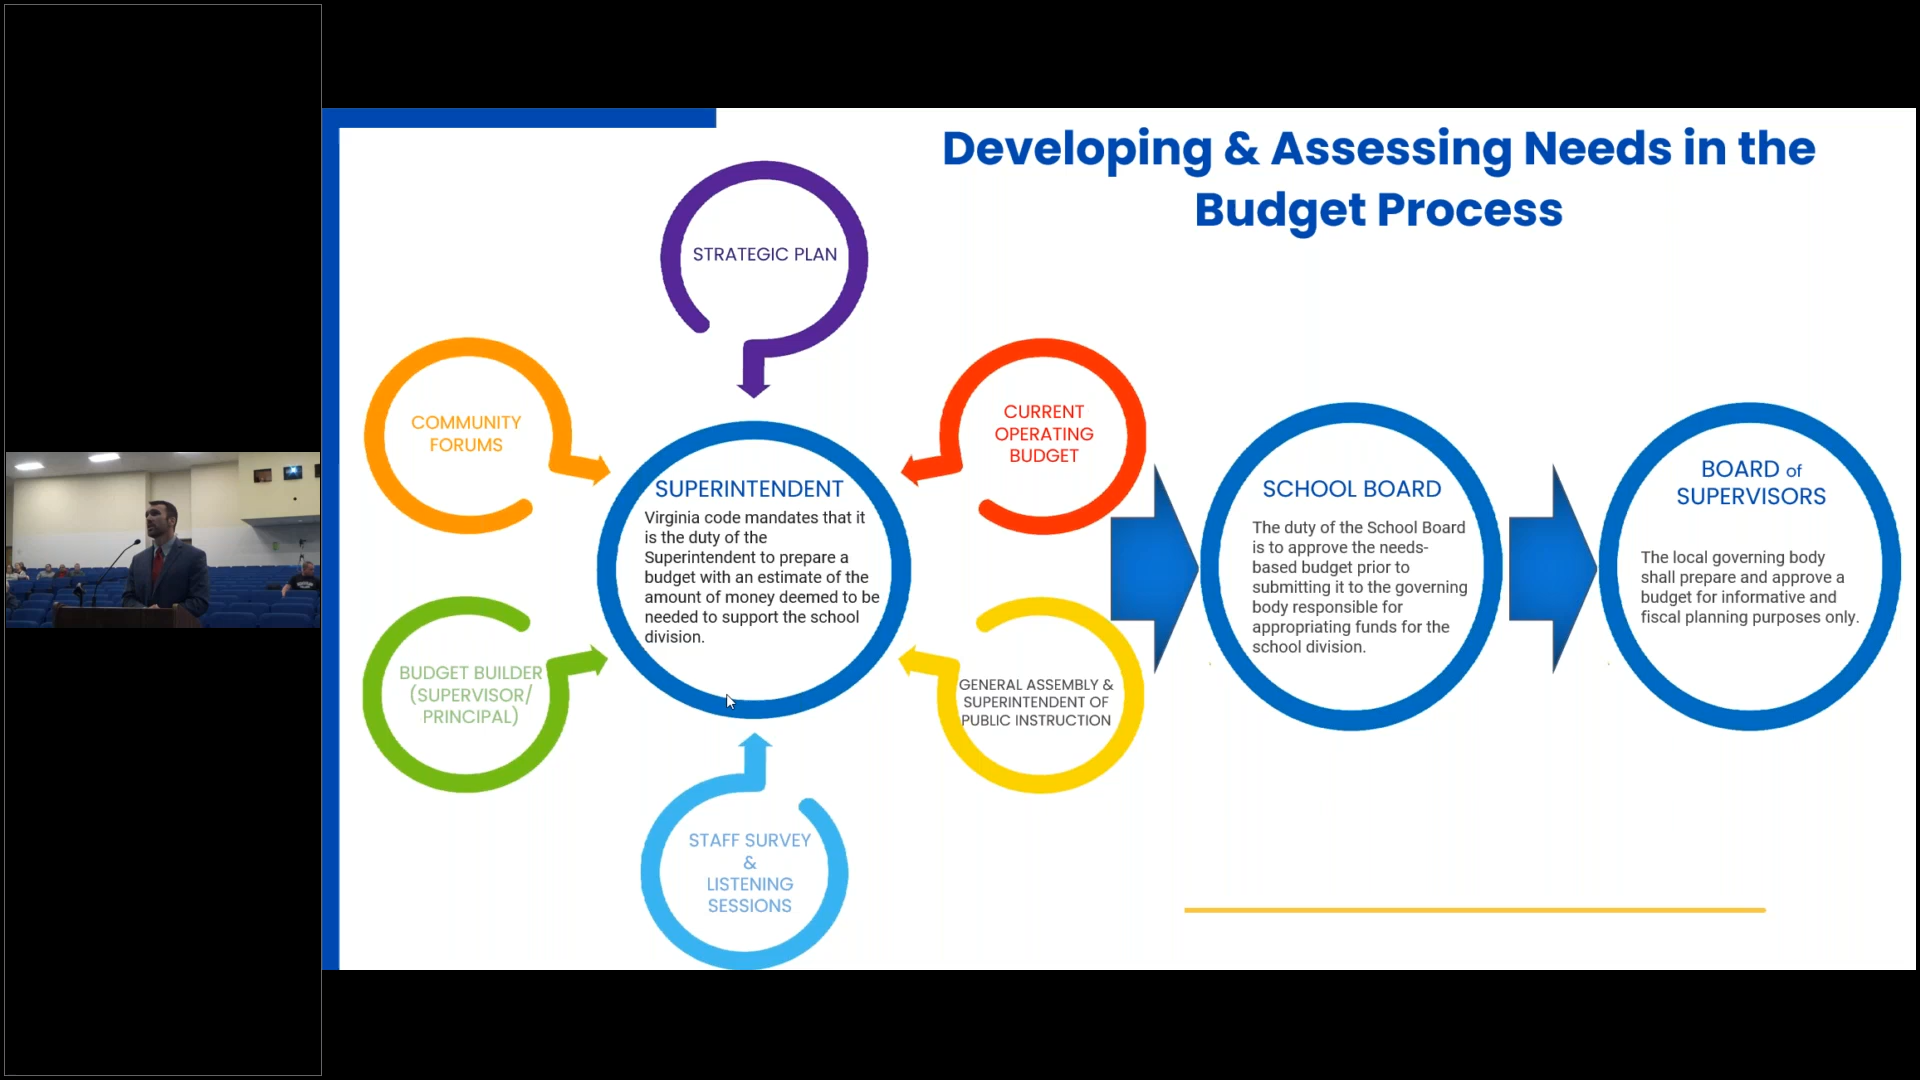 Developing & Assessing Needs in the
Budget Process
STRATEGIC PLAN
COMMUNITY
FORUMS
CURRENT
OPERATING
BUDGET
SUPERINTENDENT
Virginia code mandates that it
is the duty of the
Superintendent to prepare a
budget with an estimate of the
amount of money deemed to be
needed to support the school
division.
BUDGET BUILDER
(SUPERVISOR/
PRINCIPAL)
GENERAL ASSEMBLY &
SUPERINTENDENT OF
PUBLIC INSTRUCTION
STAFF SURVEY
&
LISTENING
SESSIONS
SCHOOL BOARD
The duty of the School Board
is to approve the needs-
based budget prior to
submitting it to the governing
body responsible for
appropriating funds for the
school division.
BOARD of
SUPERVISORS
The local governing body
shall prepare and approve a
budget for informative and
fiscal planning purposes only.